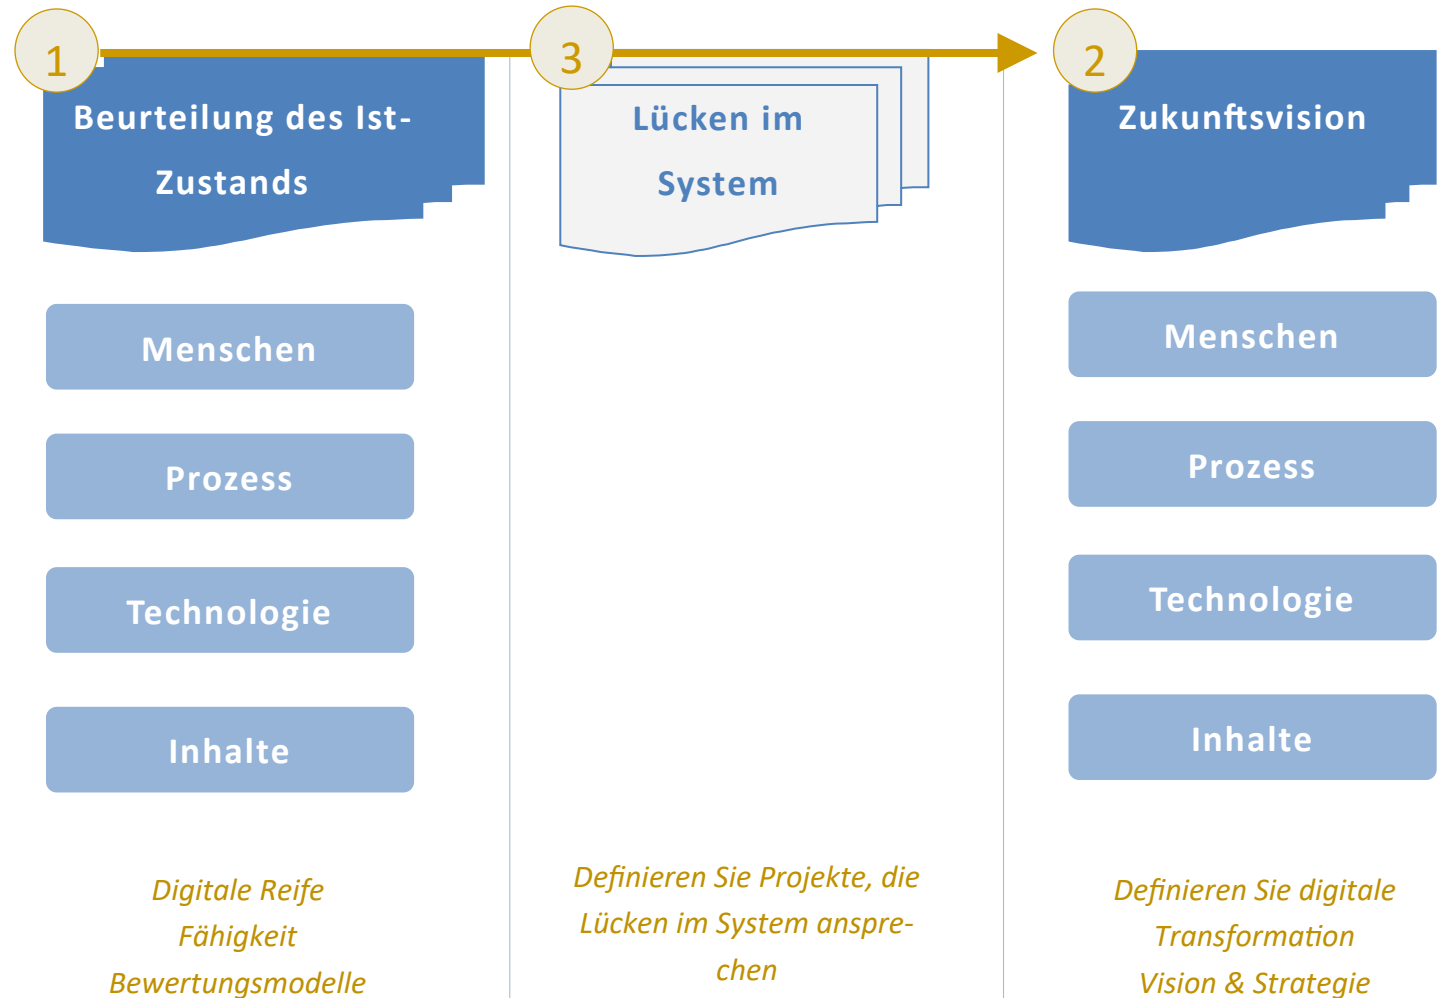 1
Beurteilung des Ist-
Zustands
Menschen
Prozess
Technologie
Inhalte
Digitale Reife
Fähigkeit
Bewertungsmodelle
3
Lücken im
System
Definieren Sie Projekte, die
Lücken im System anspre-
chen
2
Zukunftsvision
Menschen
Prozess
Technologie
Inhalte
Definieren Sie digitale
Transformation
Vision & Strategie